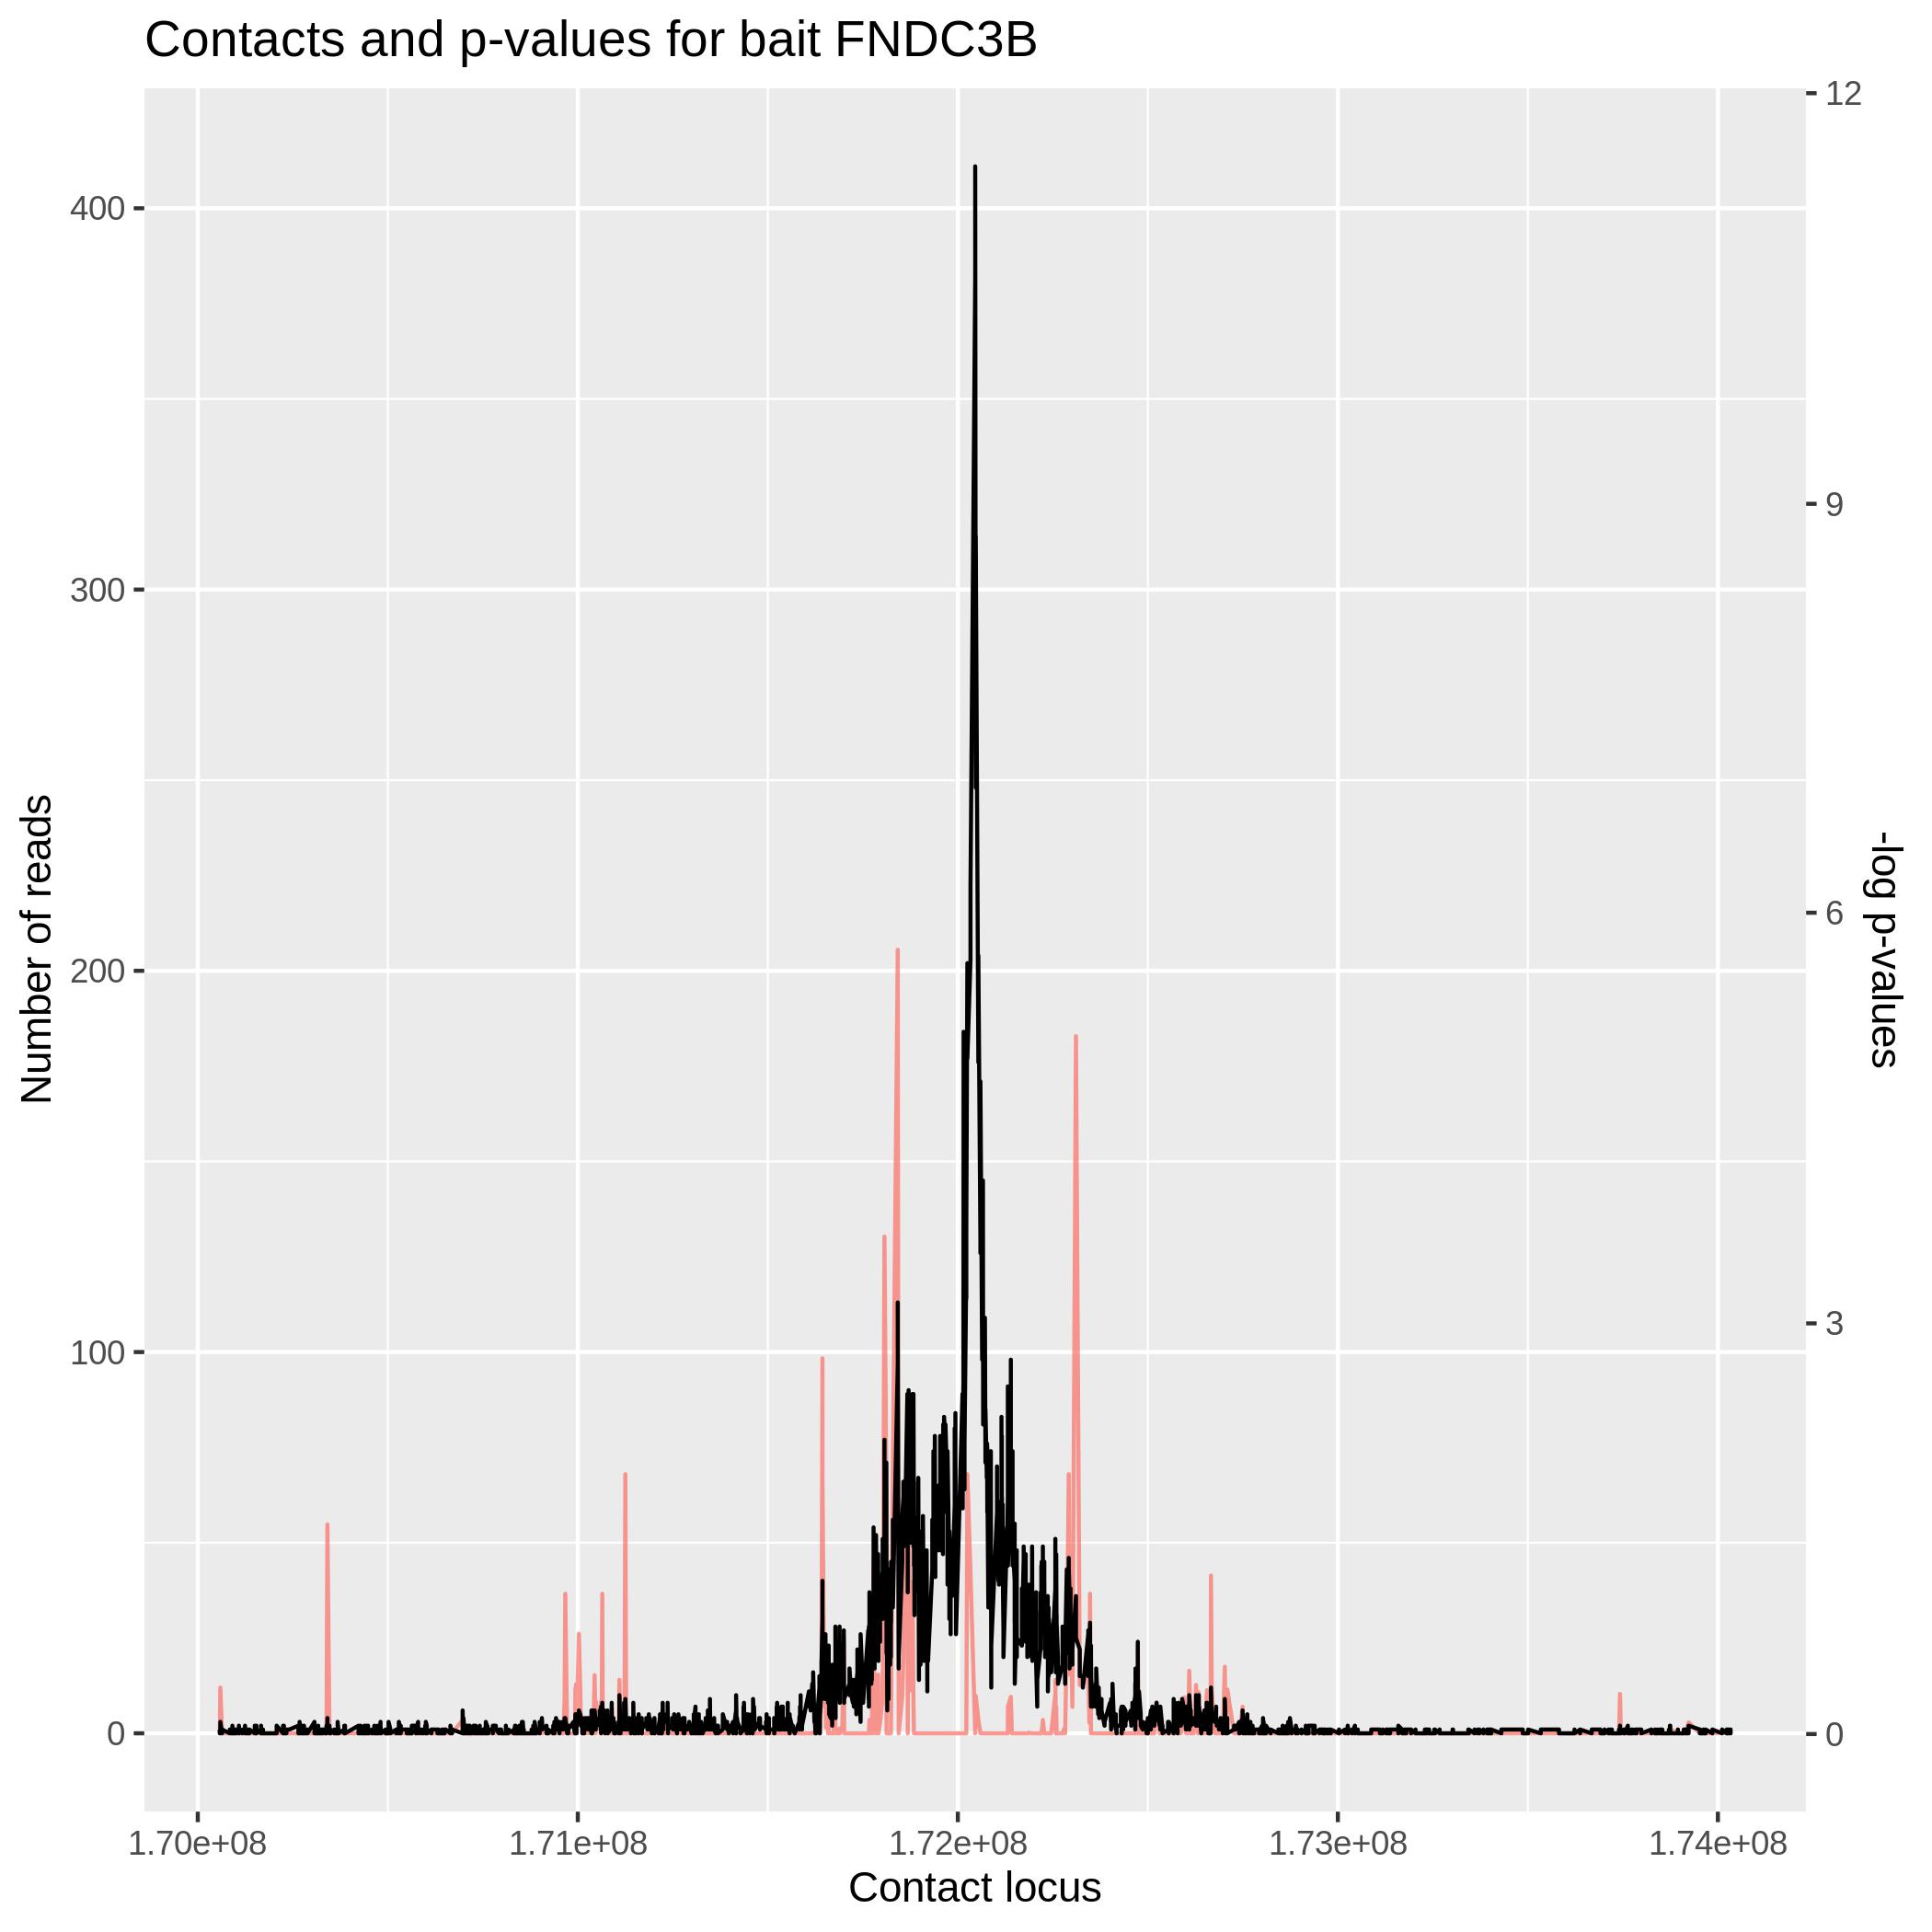 Contacts and p-values for bait FNDC3B
12
400
9
300
Number of reads
-log p-values
6
200
3
100
0
0
1.70e+08
1.71e+08
1.72e+08
1.73e+08
1.74e+08
Contact locus